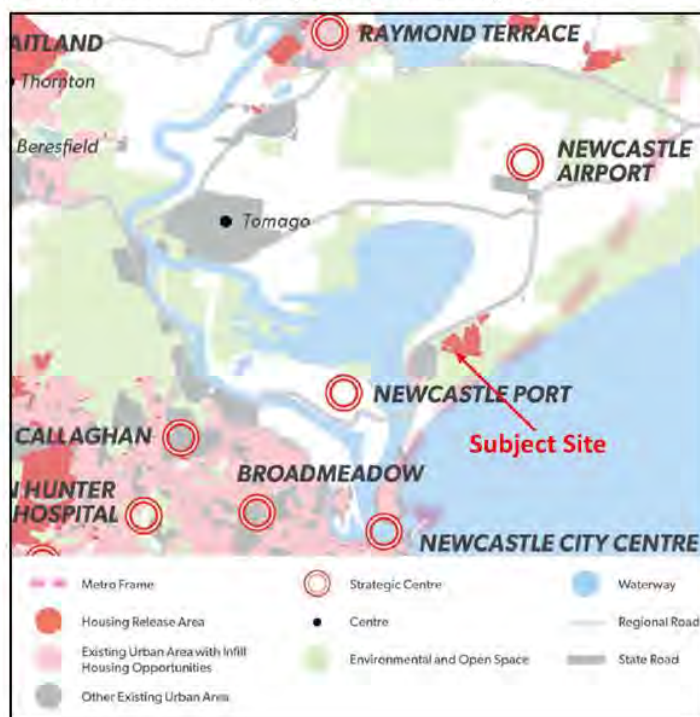 AITLAND
RAYMOND TERRACE
Thornton
Beresfield
NEWCASTLE
AIRPORT
Tomago
NEWCASTLE PORT
CALLAGHAN
Subject Site
BROADMEADOW
N HUNTER
HOSPITAL
NEWCASTLE CITY CENTRE
Metro Frame
Strategic Centre
Waterway
Housing Release Area
Centre
Regional Road
Existing Urban Area with Infill
Housing Opportunities
Environmental and Open Space
State Road
Other Existing Urban Area